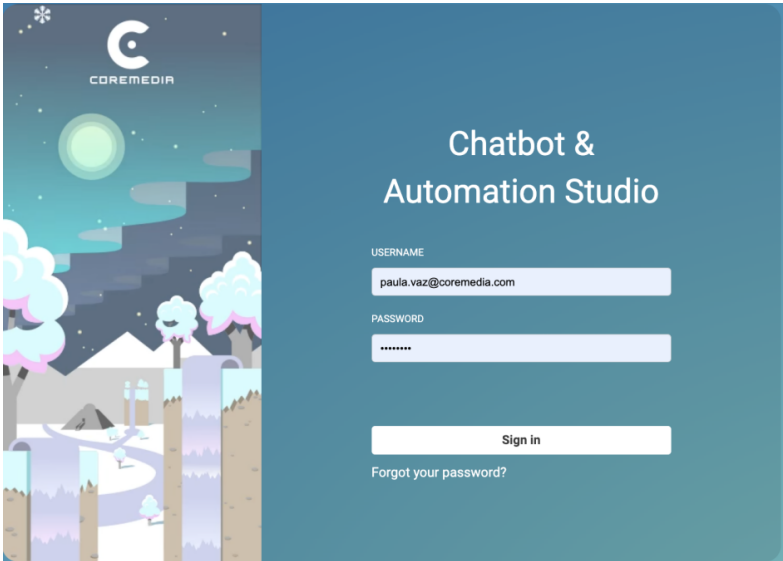 COREMEDIA
Chatbot &
Automation Studio
USERNAME
paula.vaz@coremedia.com
PASSWORD
••••••••
Sign in
Forgot your password?